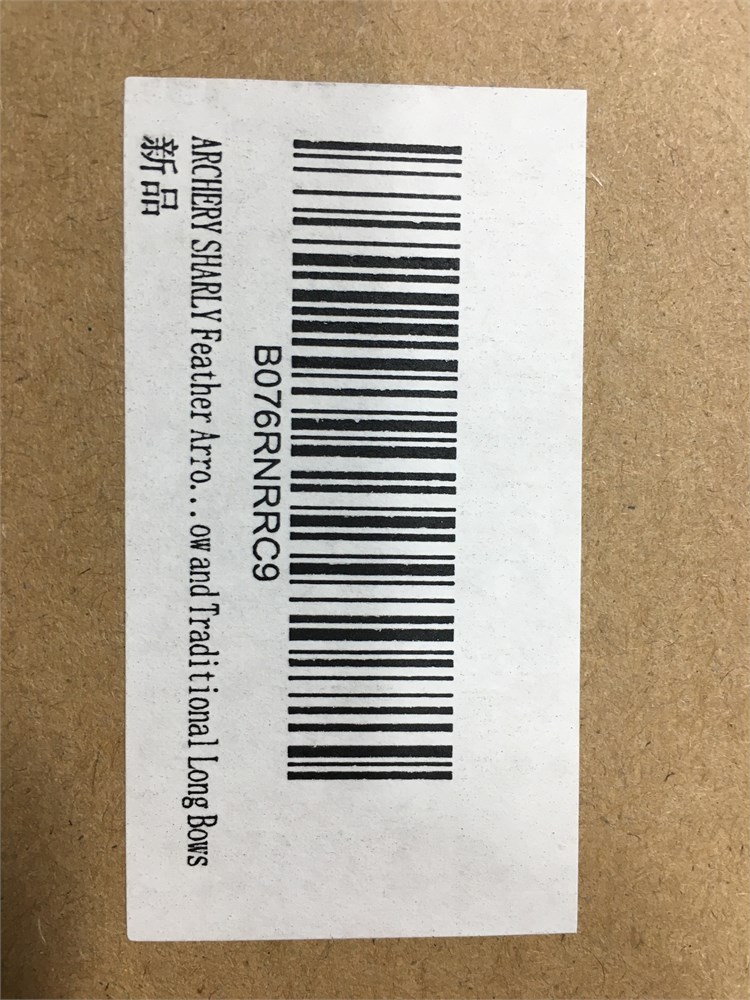 B076RNRRC9
ARCHERY SHARLY Feather Arro...ow and Traditional Long Bows
新品